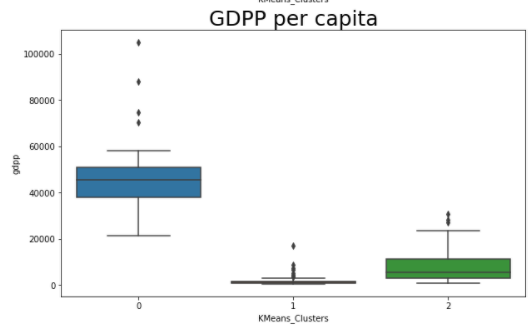 KMeans_Clusters
GDPP per capita
100000
80000
60000
40000
20000
0
gdpp
0 1 2
KMeans_Clusters